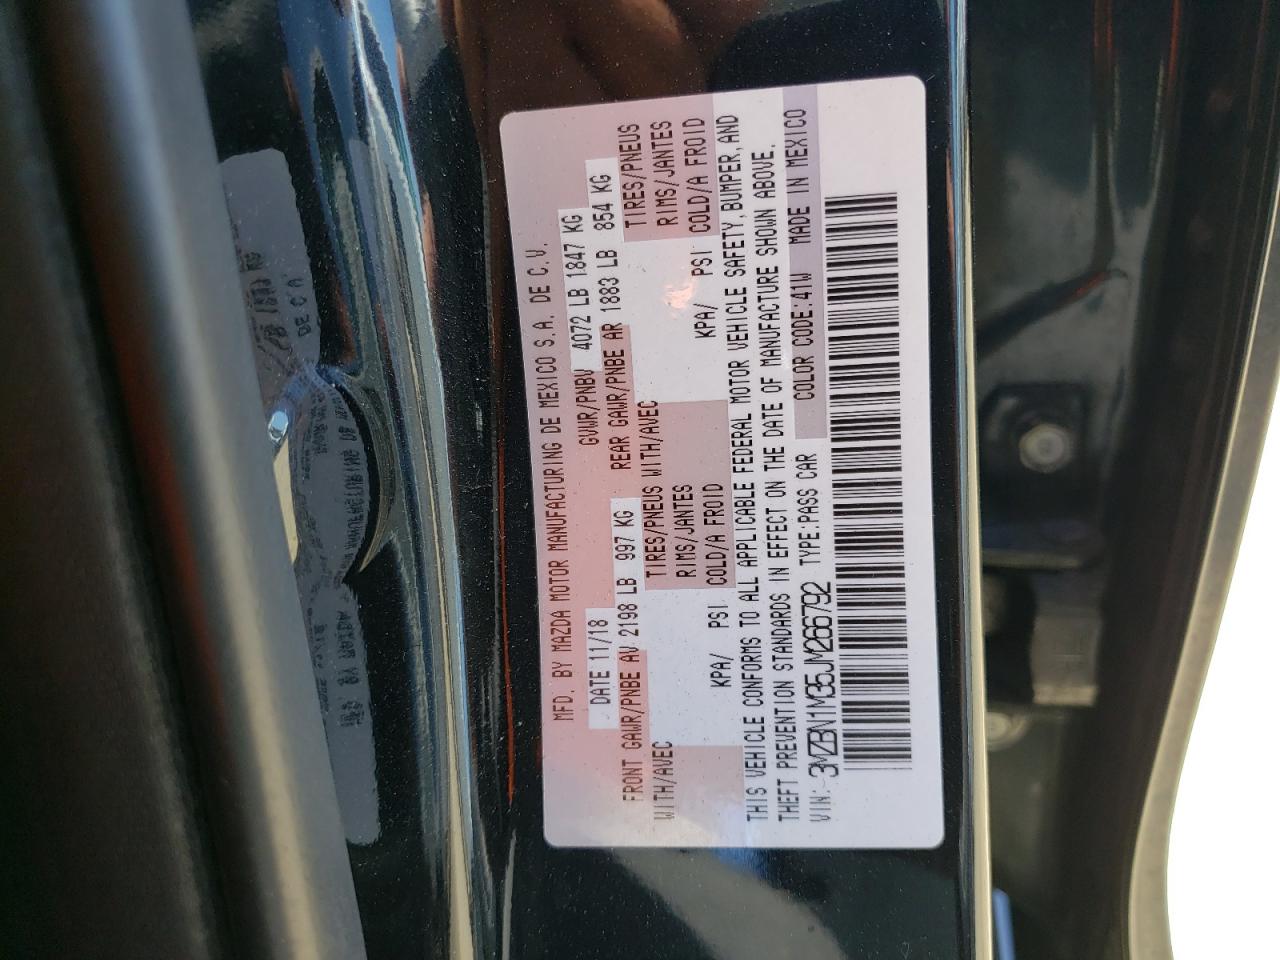 MFD. BY MAZDA MOTOR MANUFACTURING DE MEXICO S.A. DE C.V.
DATE 11/18 GVWR/PNBV 4072 LB 1847 KG
FRONT GAWR/PNBE AV 2198 LB 997 KG REAR GAWR/PNBE AR 1883 LB 854 KG
WITH/AVEC TIRES/PNEUS WITH/AVEC TIRES/PNEUS
RIMS/JANTES RIMS/JANTES
KPA/ PSI COLD/A FROID KPA/ PSI COLD/A FROID
THIS VEHICLE CONFORMS TO ALL APPLICABLE FEDERAL MOTOR VEHICLE SAFETY, BUMPER, AND
THEFT PREVENTION STANDARDS IN EFFECT ON THE DATE OF MANUFACTURE SHOWN ABOVE.
VIN: 3MZBN1M35JM266792 TYPE:PASS CAR COLOR CODE:41W MADE IN MEXICO